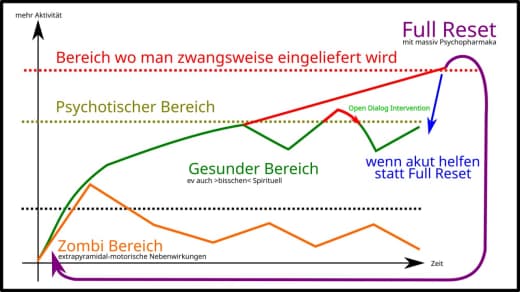 mehr Aktivität
Full Reset
mit massiv Psychopharmaka
Bereich wo man zwangsweise eingeliefert wird
Psychotischer Bereich
Open Dialog Intervention
Gesunder Bereich
ev auch >bisschen< Spirituell
wenn akut helfen
statt Full Reset
Zombi Bereich
extrapyramidal-motorische Nebenwirkungen
Zeit